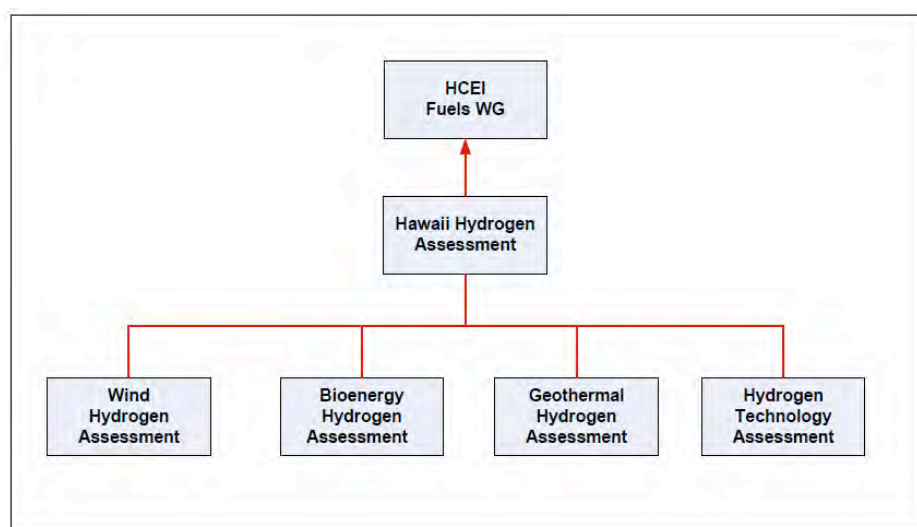 HCEI
Fuels WG
Hawaii Hydrogen
Assessment
Wind
Hydrogen
Assessment
Bioenergy
Hydrogen
Assessment
Geothermal
Hydrogen
Assessment
Hydrogen
Technology
Assessment